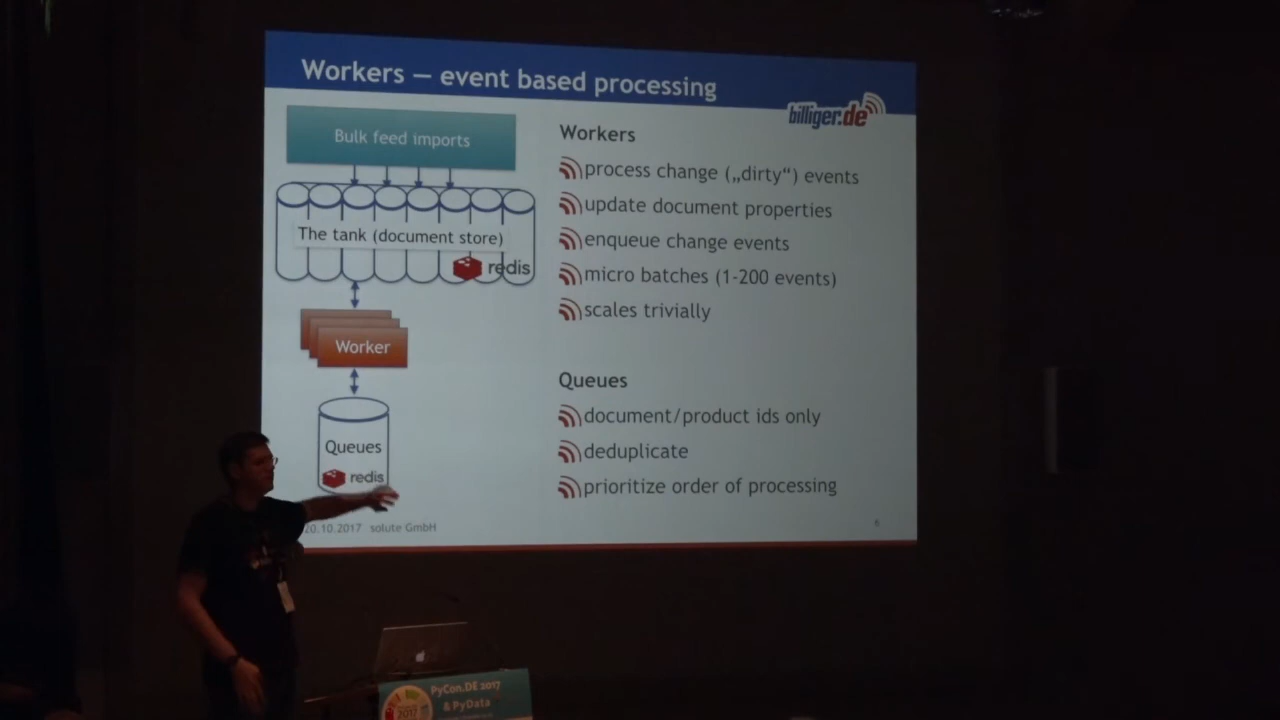 Workers — event based processing
billiger.de
Bulk feed imports
The tank (document store)
redis
Worker
Queues
redis
Workers
process change („dirty“) events
update document properties
enqueue change events
micro batches (1-200 events)
scales trivially
Queues
document/product ids only
deduplicate
prioritize order of processing
20.10.2017 solute GmbH
6
PyCon.DE 2017
& PyData
2017